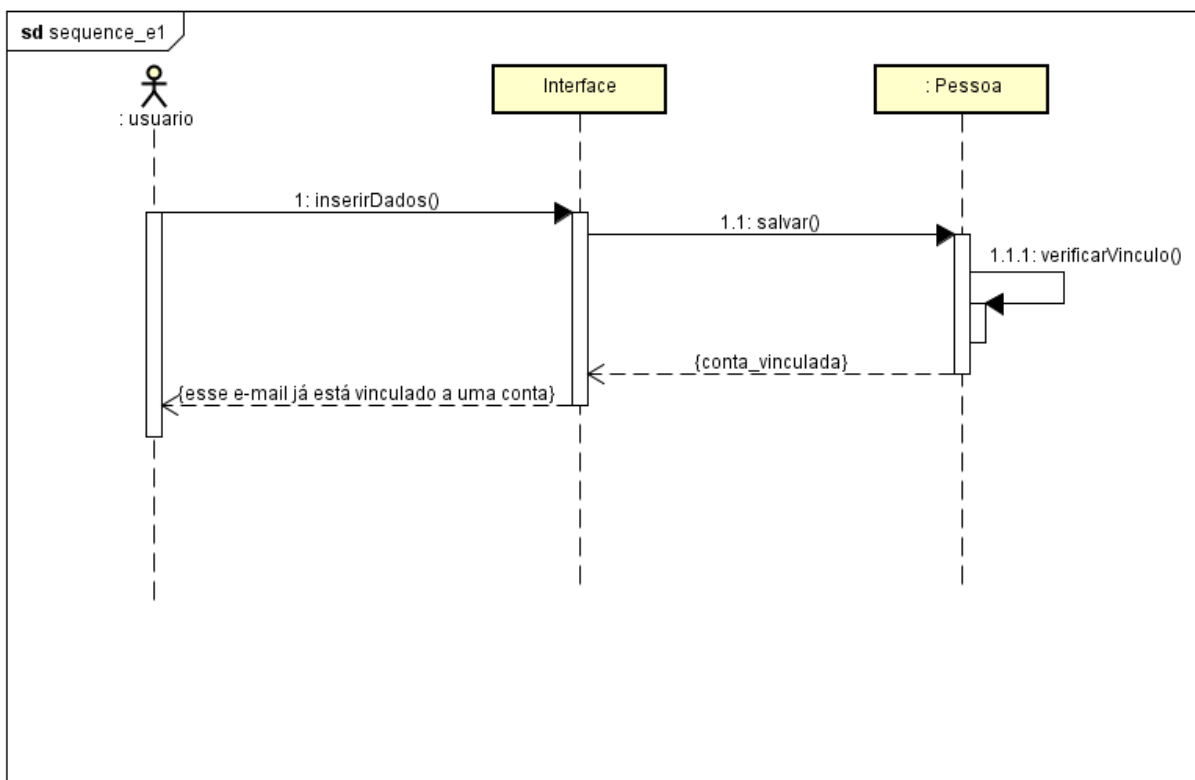 sd sequence_e1
: usuario
Interface
: Pessoa
1: inserirDados()
1.1: salvar()
1.1.1: verificarVinculo()
{conta_vinculada}
{esse e-mail já está vinculado a uma conta}